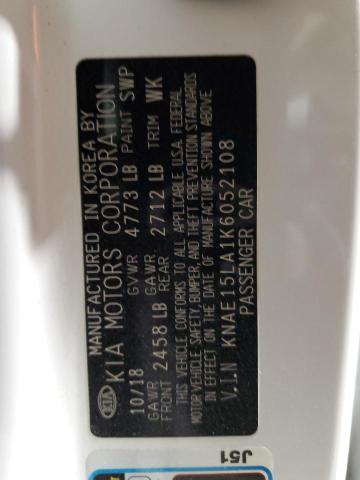 MANUFACTURED IN KOREA BY
KIA KIA MOTORS CORPORATION
10/18 GVWR 4773 LB PAINT SWP
GAWR FRONT 2458 LB GAWR REAR 2712 LB TRIM WK
THIS VEHICLE CONFORMS TO ALL APPLICABLE U.S.A. FEDERAL
MOTOR VEHICLE SAFETY, BUMPER, AND THEFT PREVENTION STANDARDS
IN EFFECT ON THE DATE OF MANUFACTURE SHOWN ABOVE
V.I.N KNAE15LA1K6052108
PASSENGER CAR
J51